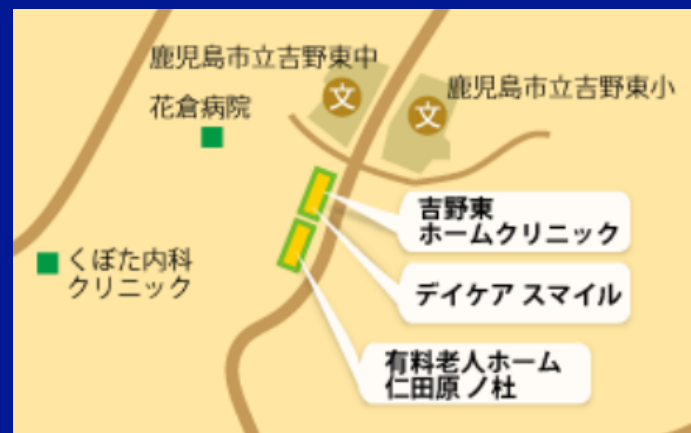 鹿児島市立吉野東中
文
文
鹿児島市立吉野東小
花倉病院
吉野東
ホームクリニック
くぼた内科
クリニック
デイケア スマイル
有料老人ホーム
仁田原ノ杜